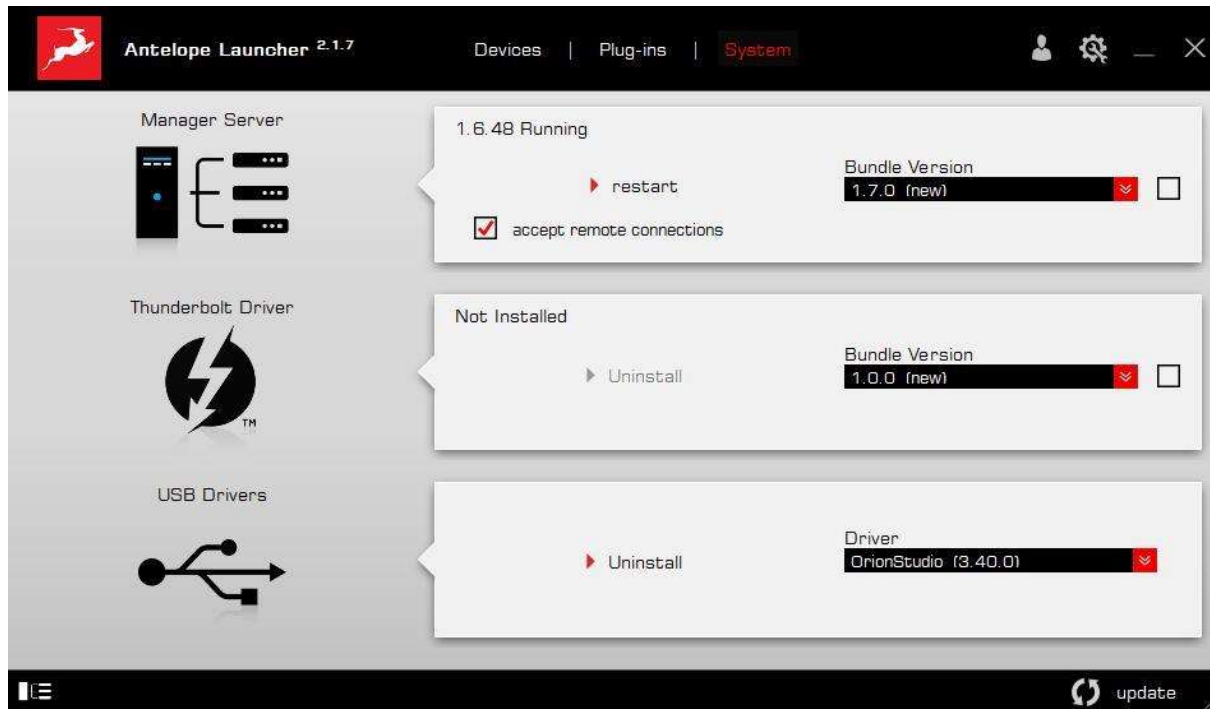 Antelope Launcher 2.1.7
Devices | Plug-ins | System
Manager Server
1.6.48 Running
restart
Bundle Version
1.7.0 (new)
accept remote connections
Thunderbolt Driver
TM
Not Installed
Uninstall
Bundle Version
1.0.0 (new)
USB Drivers
Uninstall
Driver
OrionStudio (3.40.0)
update